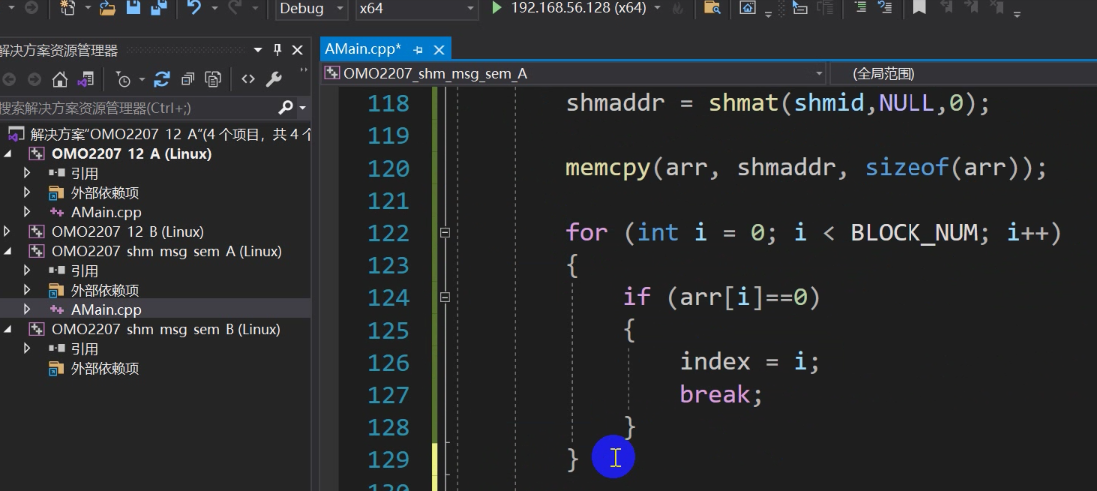 Debug
x64
192.168.56.128 (x64)
解决方案资源管理器
搜索解决方案资源管理器(Ctrl+;)
解决方案"OMO2207 12 A"(4 个项目，共 4 个
OMO2207 12 A (Linux)
引用
外部依赖项
AMain.cpp
OMO2207 12 B (Linux)
OMO2207 shm msg sem A (Linux)
引用
外部依赖项
AMain.cpp
OMO2207 shm msg sem B (Linux)
引用
外部依赖项
AMain.cpp*
OMO2207_shm_msg_sem_A
(全局范围)
118 shmaddr = shmat(shmid,NULL,0);
119
120 memcpy(arr, shmaddr, sizeof(arr));
121
122 for (int i = 0; i < BLOCK_NUM; i++)
123 {
124 if (arr[i]==0)
125 {
126 index = i;
127 break;
128 }
129 }
130